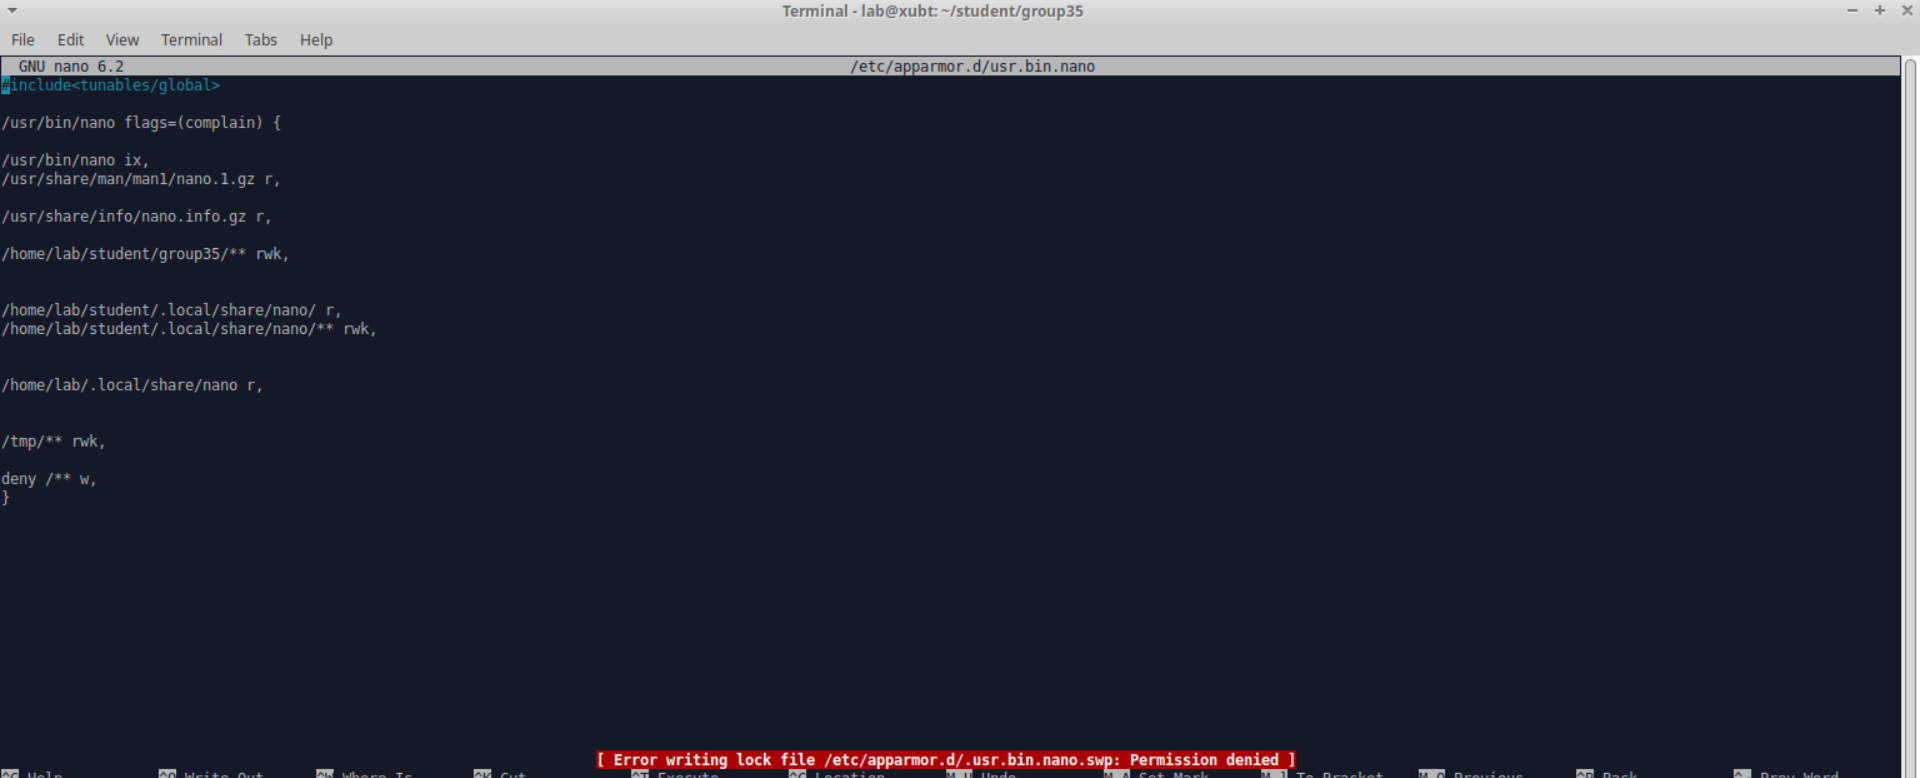 Terminal - lab@xubt: ~/student/group35
File Edit View Terminal Tabs Help
GNU nano 6.2 /etc/apparmor.d/usr.bin.nano
#include<tunables/global>
/usr/bin/nano flags=(complain) {
/usr/bin/nano ix,
/usr/share/man/man1/nano.1.gz r,
/usr/share/info/nano.info.gz r,
/home/lab/student/group35/** rwk,
/home/lab/student/.local/share/nano/ r,
/home/lab/student/.local/share/nano/** rwk,
/home/lab/.local/share/nano r,
/tmp/** rwk,
deny /** w,
}
[ Error writing lock file /etc/apparmor.d/.usr.bin.nano.swp: Permission denied ]
^G Help ^O Write Out ^W Where Is ^K Cut ^T Execute ^C Location M-U Undo M-A Set Mark M-] To Bracket M-Q Previous ^B Back Prev Word